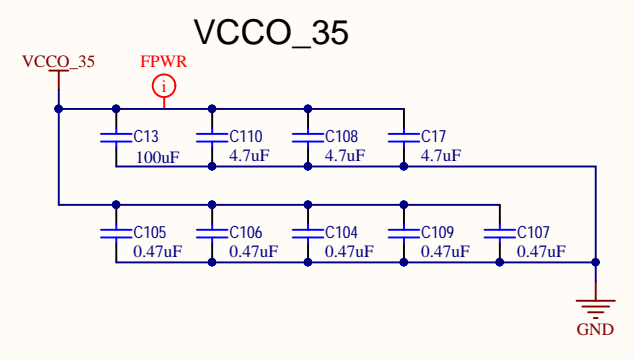 VCCO_35
VCCO_35 FPWR
i
C13 C110 C108 C17
100uF 4.7uF 4.7uF 4.7uF
C105 C106 C104 C109 C107
0.47uF 0.47uF 0.47uF 0.47uF 0.47uF
GND